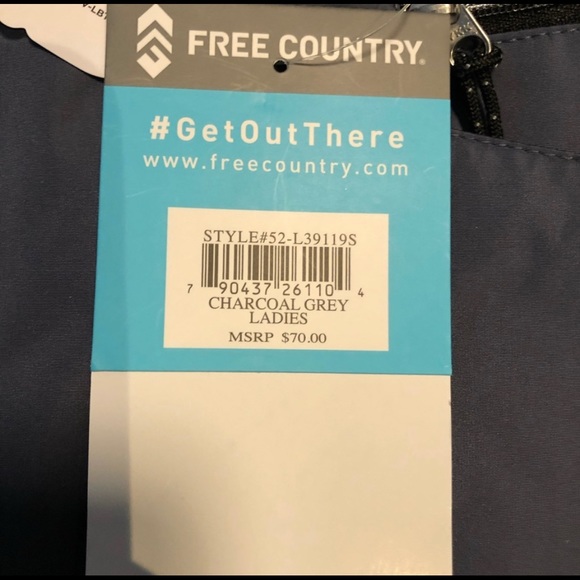 FREE COUNTRY®
#GetOutThere
www.freecountry.com
STYLE#52-L39119S
7 90437 26110 4
CHARCOAL GREY
LADIES
MSRP $70.00